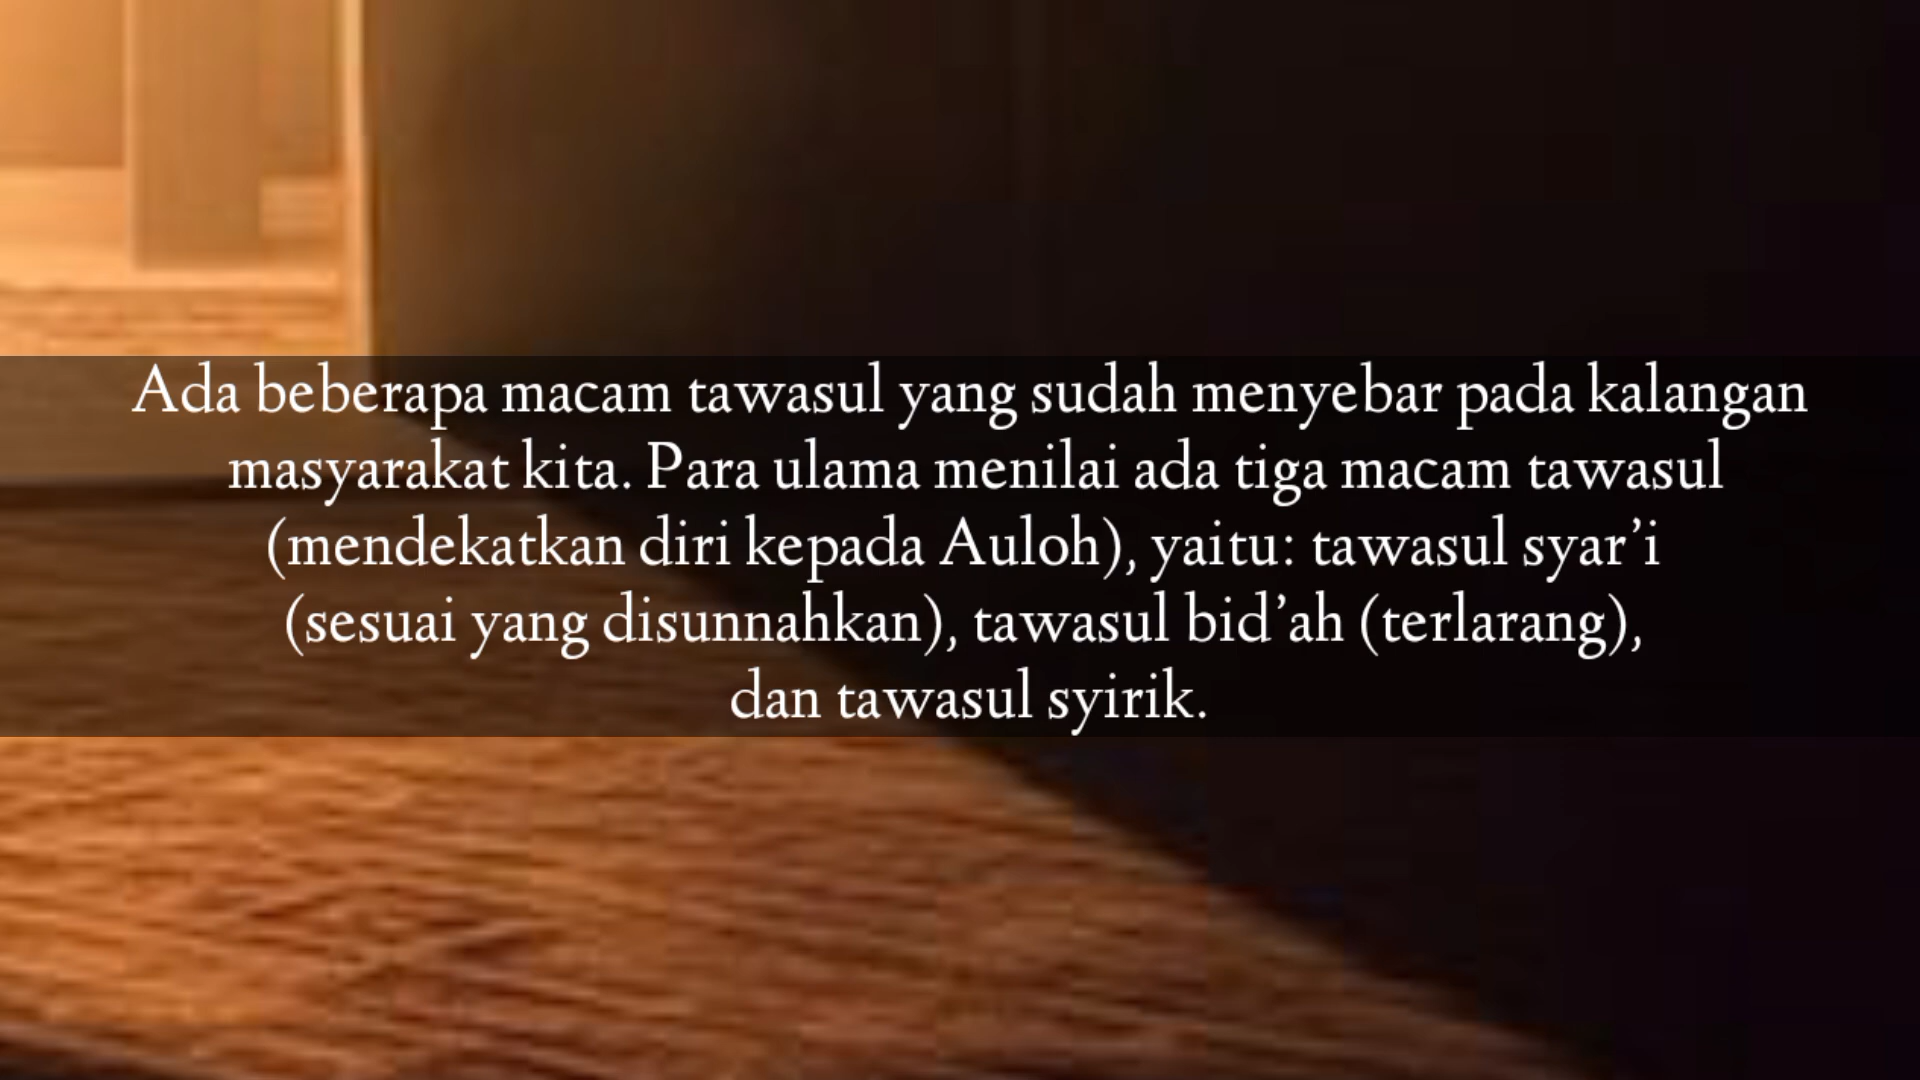 Ada beberapa macam tawasul yang sudah menyebar pada kalangan
masyarakat kita. Para ulama menilai ada tiga macam tawasul
(mendekatkan diri kepada Auloh), yaitu: tawasul syar’i
(sesuai yang disunnahkan), tawasul bid’ah (terlarang),
dan tawasul syirik.